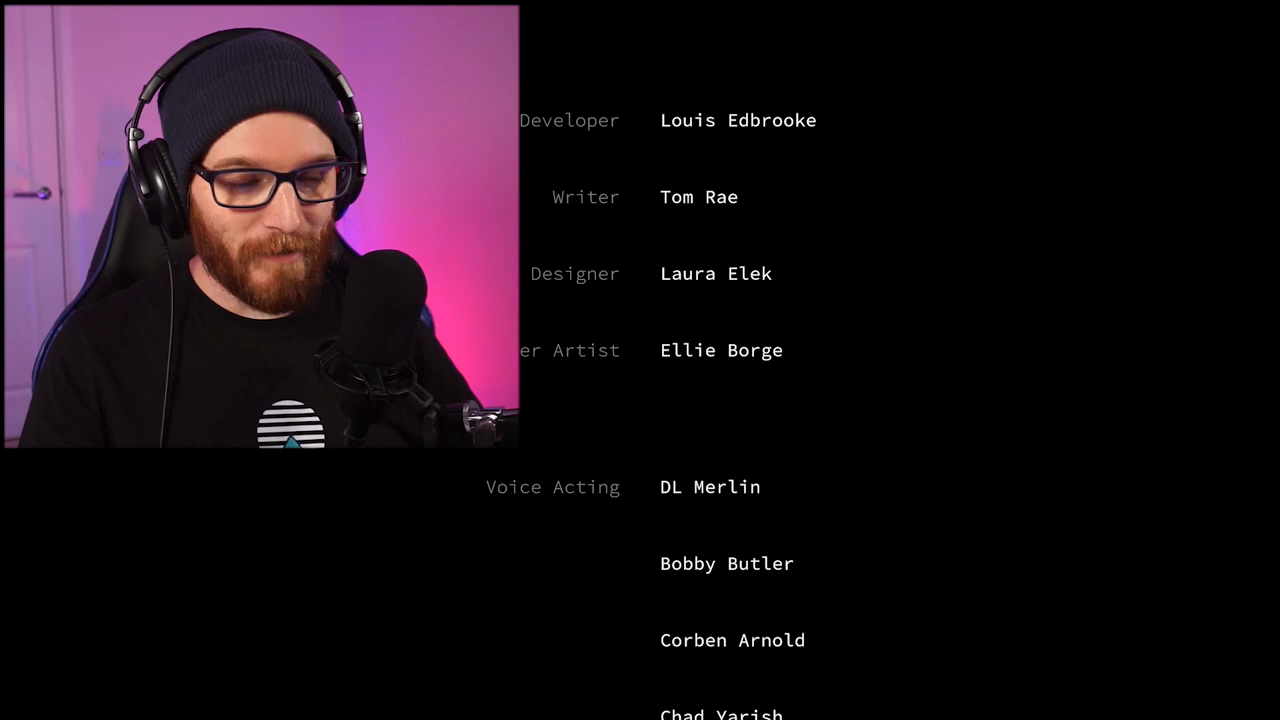 Developer Louis Edbrooke
Writer Tom Rae
Designer Laura Elek
er Artist Ellie Borge
Voice Acting DL Merlin
Bobby Butler
Corben Arnold
Chad Yarish